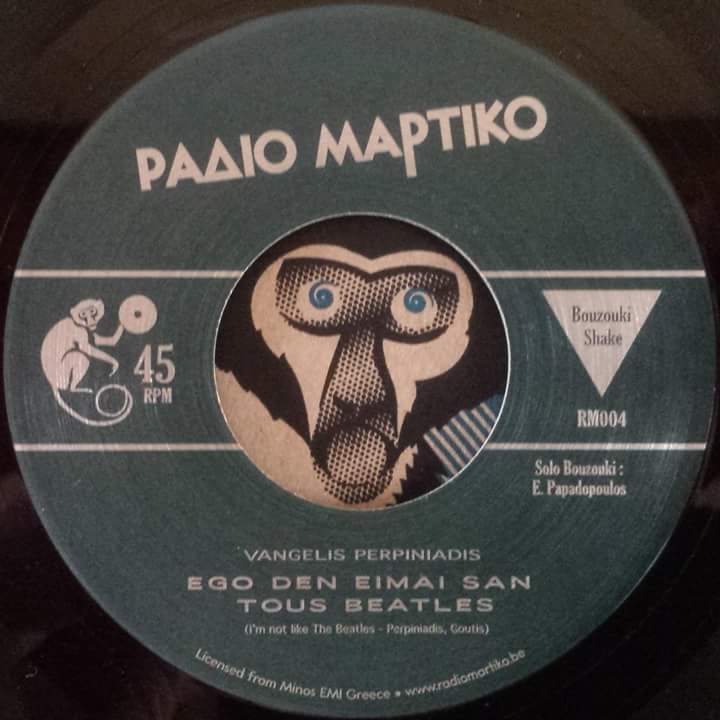 ΡΑΔΙΟ ΜΑΡΤΙΚΟ
45
RPM
Bouzouki
Shake
RM004
Solo Bouzouki :
E. Papadopoulos
VANGELIS PERPINIADIS
EGO DEN EIMAI SAN
TOUS BEATLES
(I'm not like The Beatles - Perpiniadis, Goutis)
Licensed from Minos EMI Greece • www.radiomartiko.be